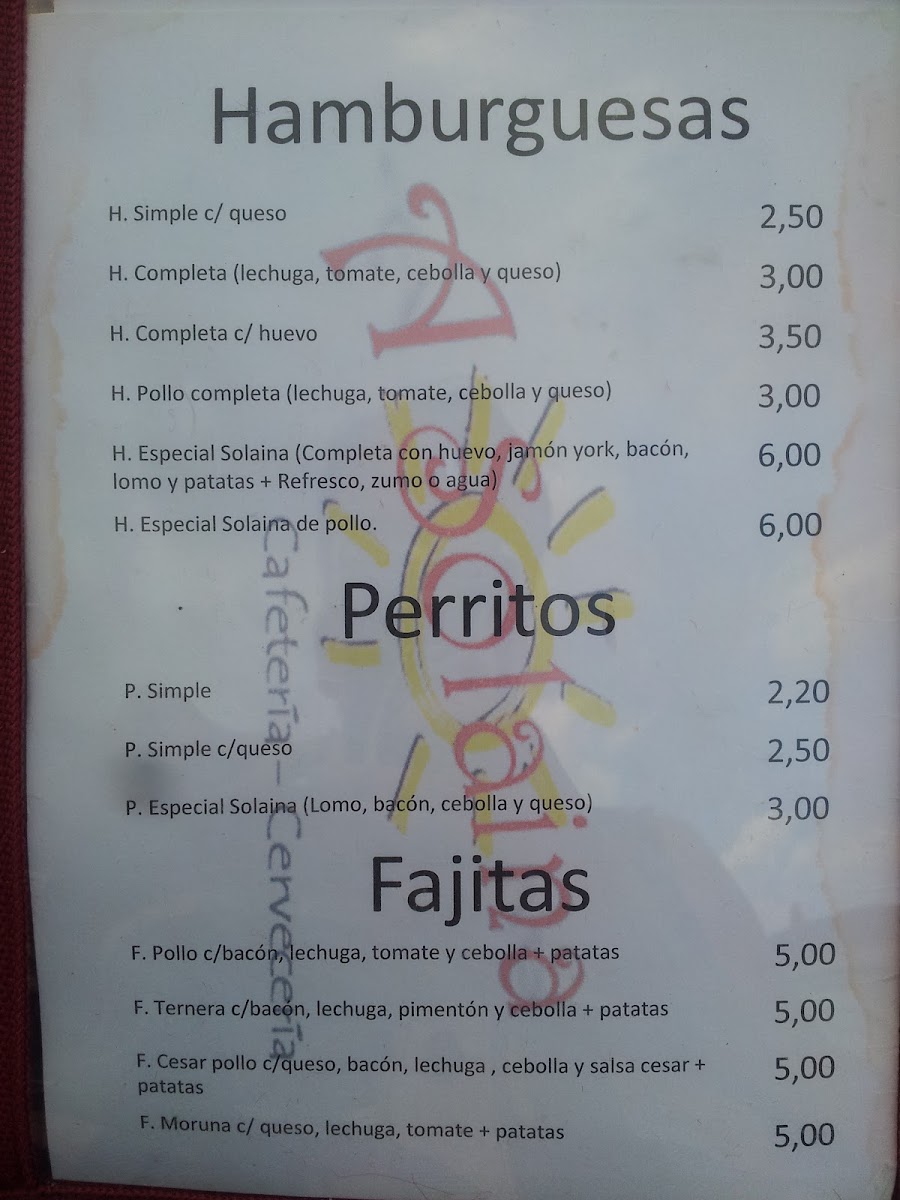 Hamburguesas
H. Simple c/ queso 2,50
H. Completa (lechuga, tomate, cebolla y queso) 3,00
H. Completa c/ huevo 3,50
H. Pollo completa (lechuga, tomate, cebolla y queso) 3,00
H. Especial Solaina (Completa con huevo, jamón york, bacón, 6,00
lomo y patatas + Refresco, zumo o agua)
H. Especial Solaina de pollo. 6,00
Perritos
P. Simple 2,20
P. Simple c/queso 2,50
P. Especial Solaina (Lomo, bacón, cebolla y queso) 3,00
Fajitas
F. Pollo c/bacón, lechuga, tomate y cebolla + patatas 5,00
F. Ternera c/bacón, lechuga, pimentón y cebolla + patatas 5,00
F. Cesar pollo c/queso, bacón, lechuga , cebolla y salsa cesar + 5,00
patatas
F. Moruna c/ queso, lechuga, tomate + patatas 5,00
A Solaina
Cafetería - Cervecería